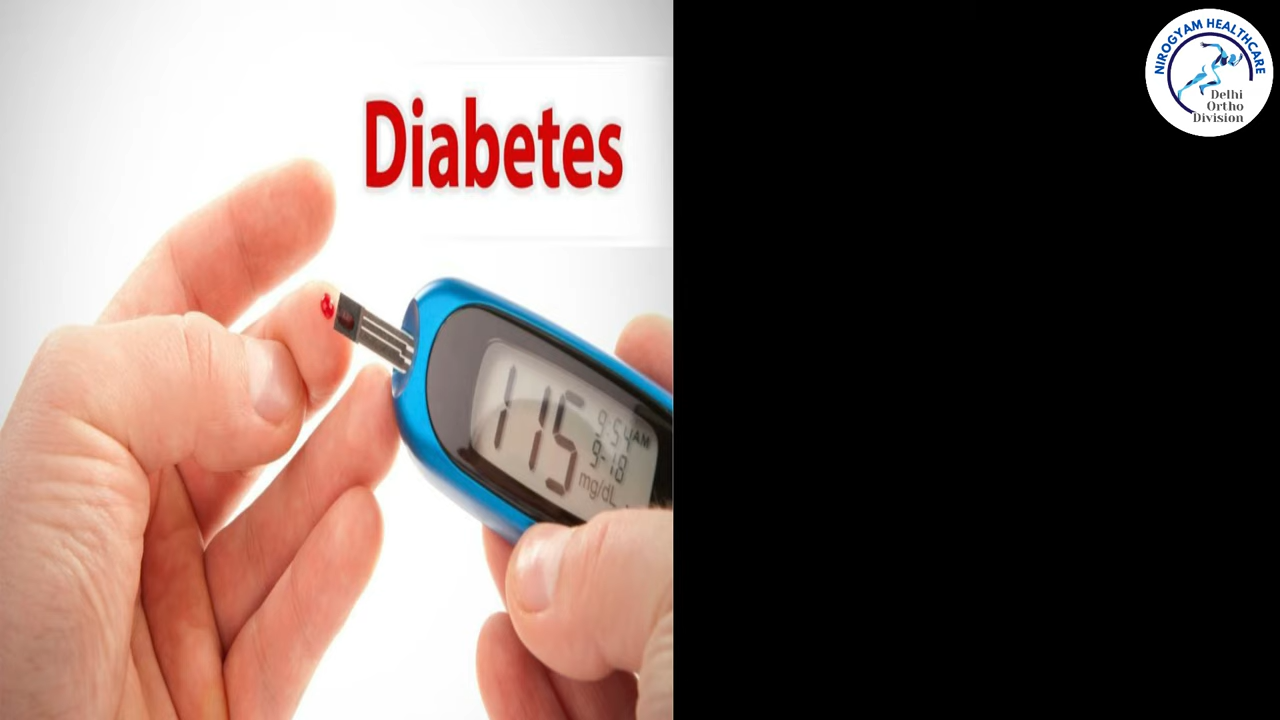 Diabetes
115
9:54 AM
9-18
mg/dL
NIROGYAM HEALTHCARE
Delhi
Ortho
Division